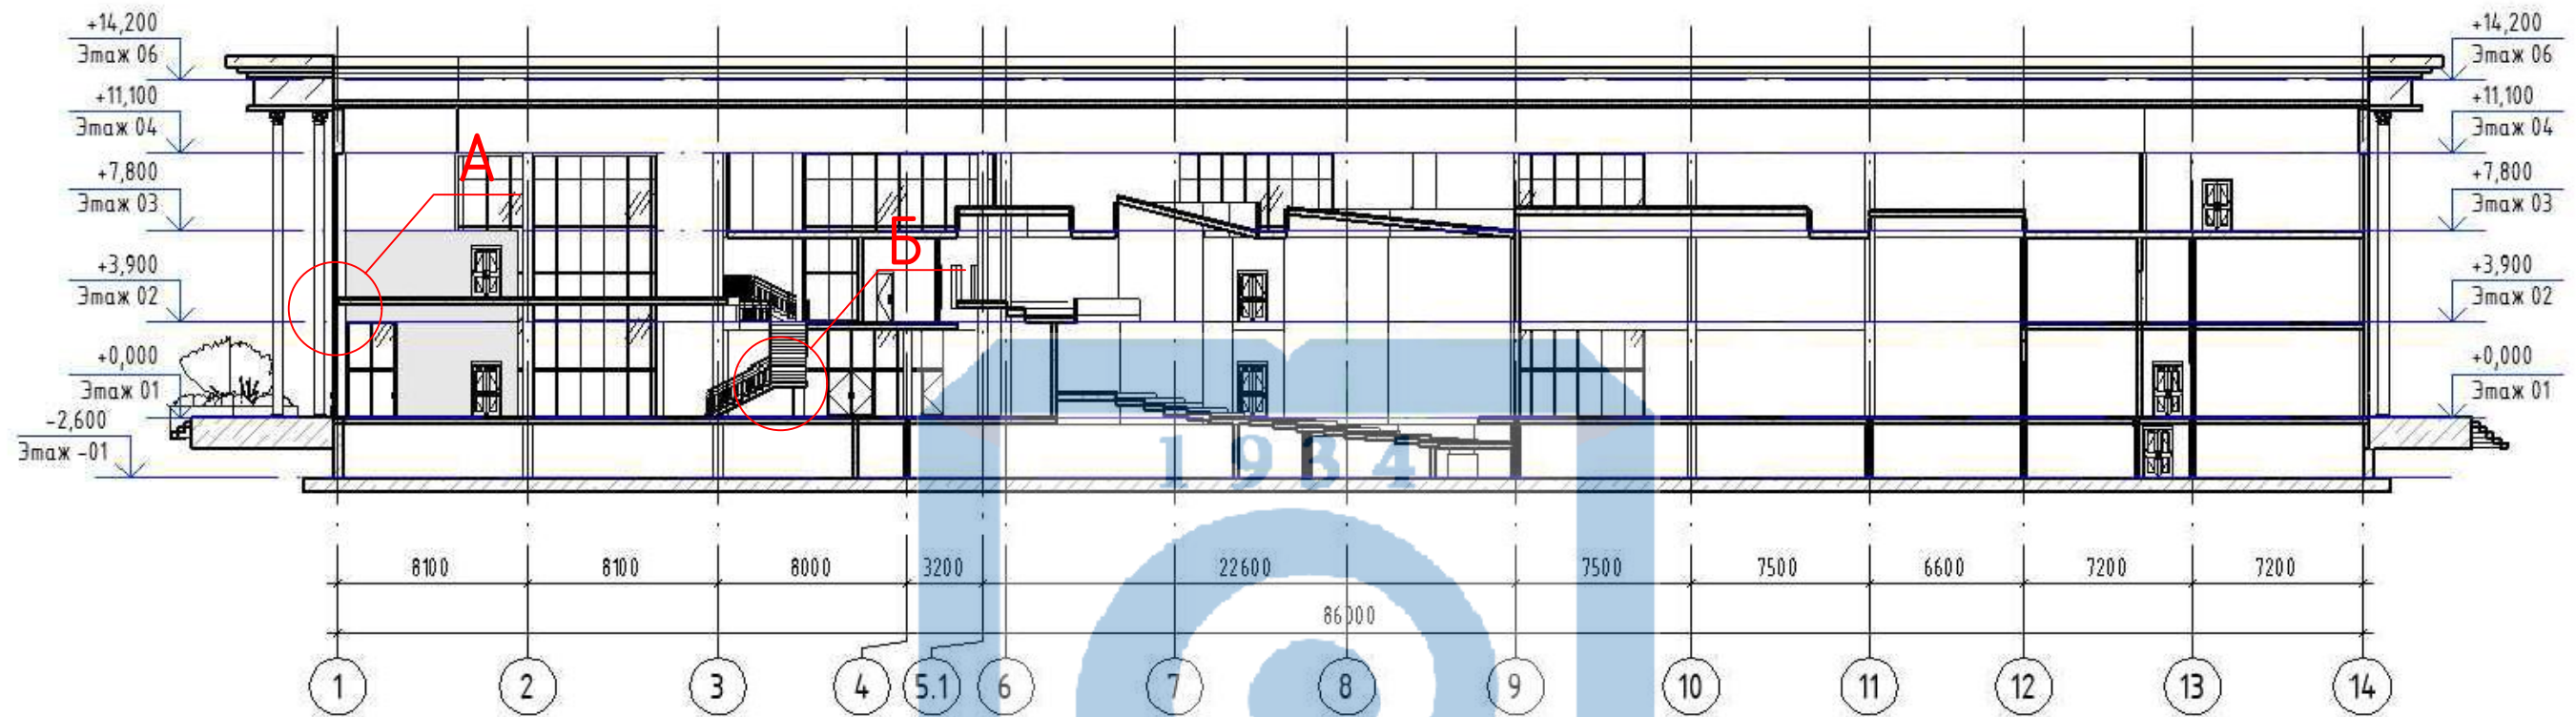 +14,200
Этаж 06
+11,100
Этаж 04
+7,800
Этаж 03
+3,900
Этаж 02
+0,000
Этаж 01
-2,600
Этаж -01
А
Б
+14,200
Этаж 06
+11,100
Этаж 04
+7,800
Этаж 03
+3,900
Этаж 02
+0,000
Этаж 01
1934
8100 8100 8000 3200 22600 7500 7500 6600 7200 7200
86000
1 2 3 4 5.1 6 7 8 9 10 11 12 13 14